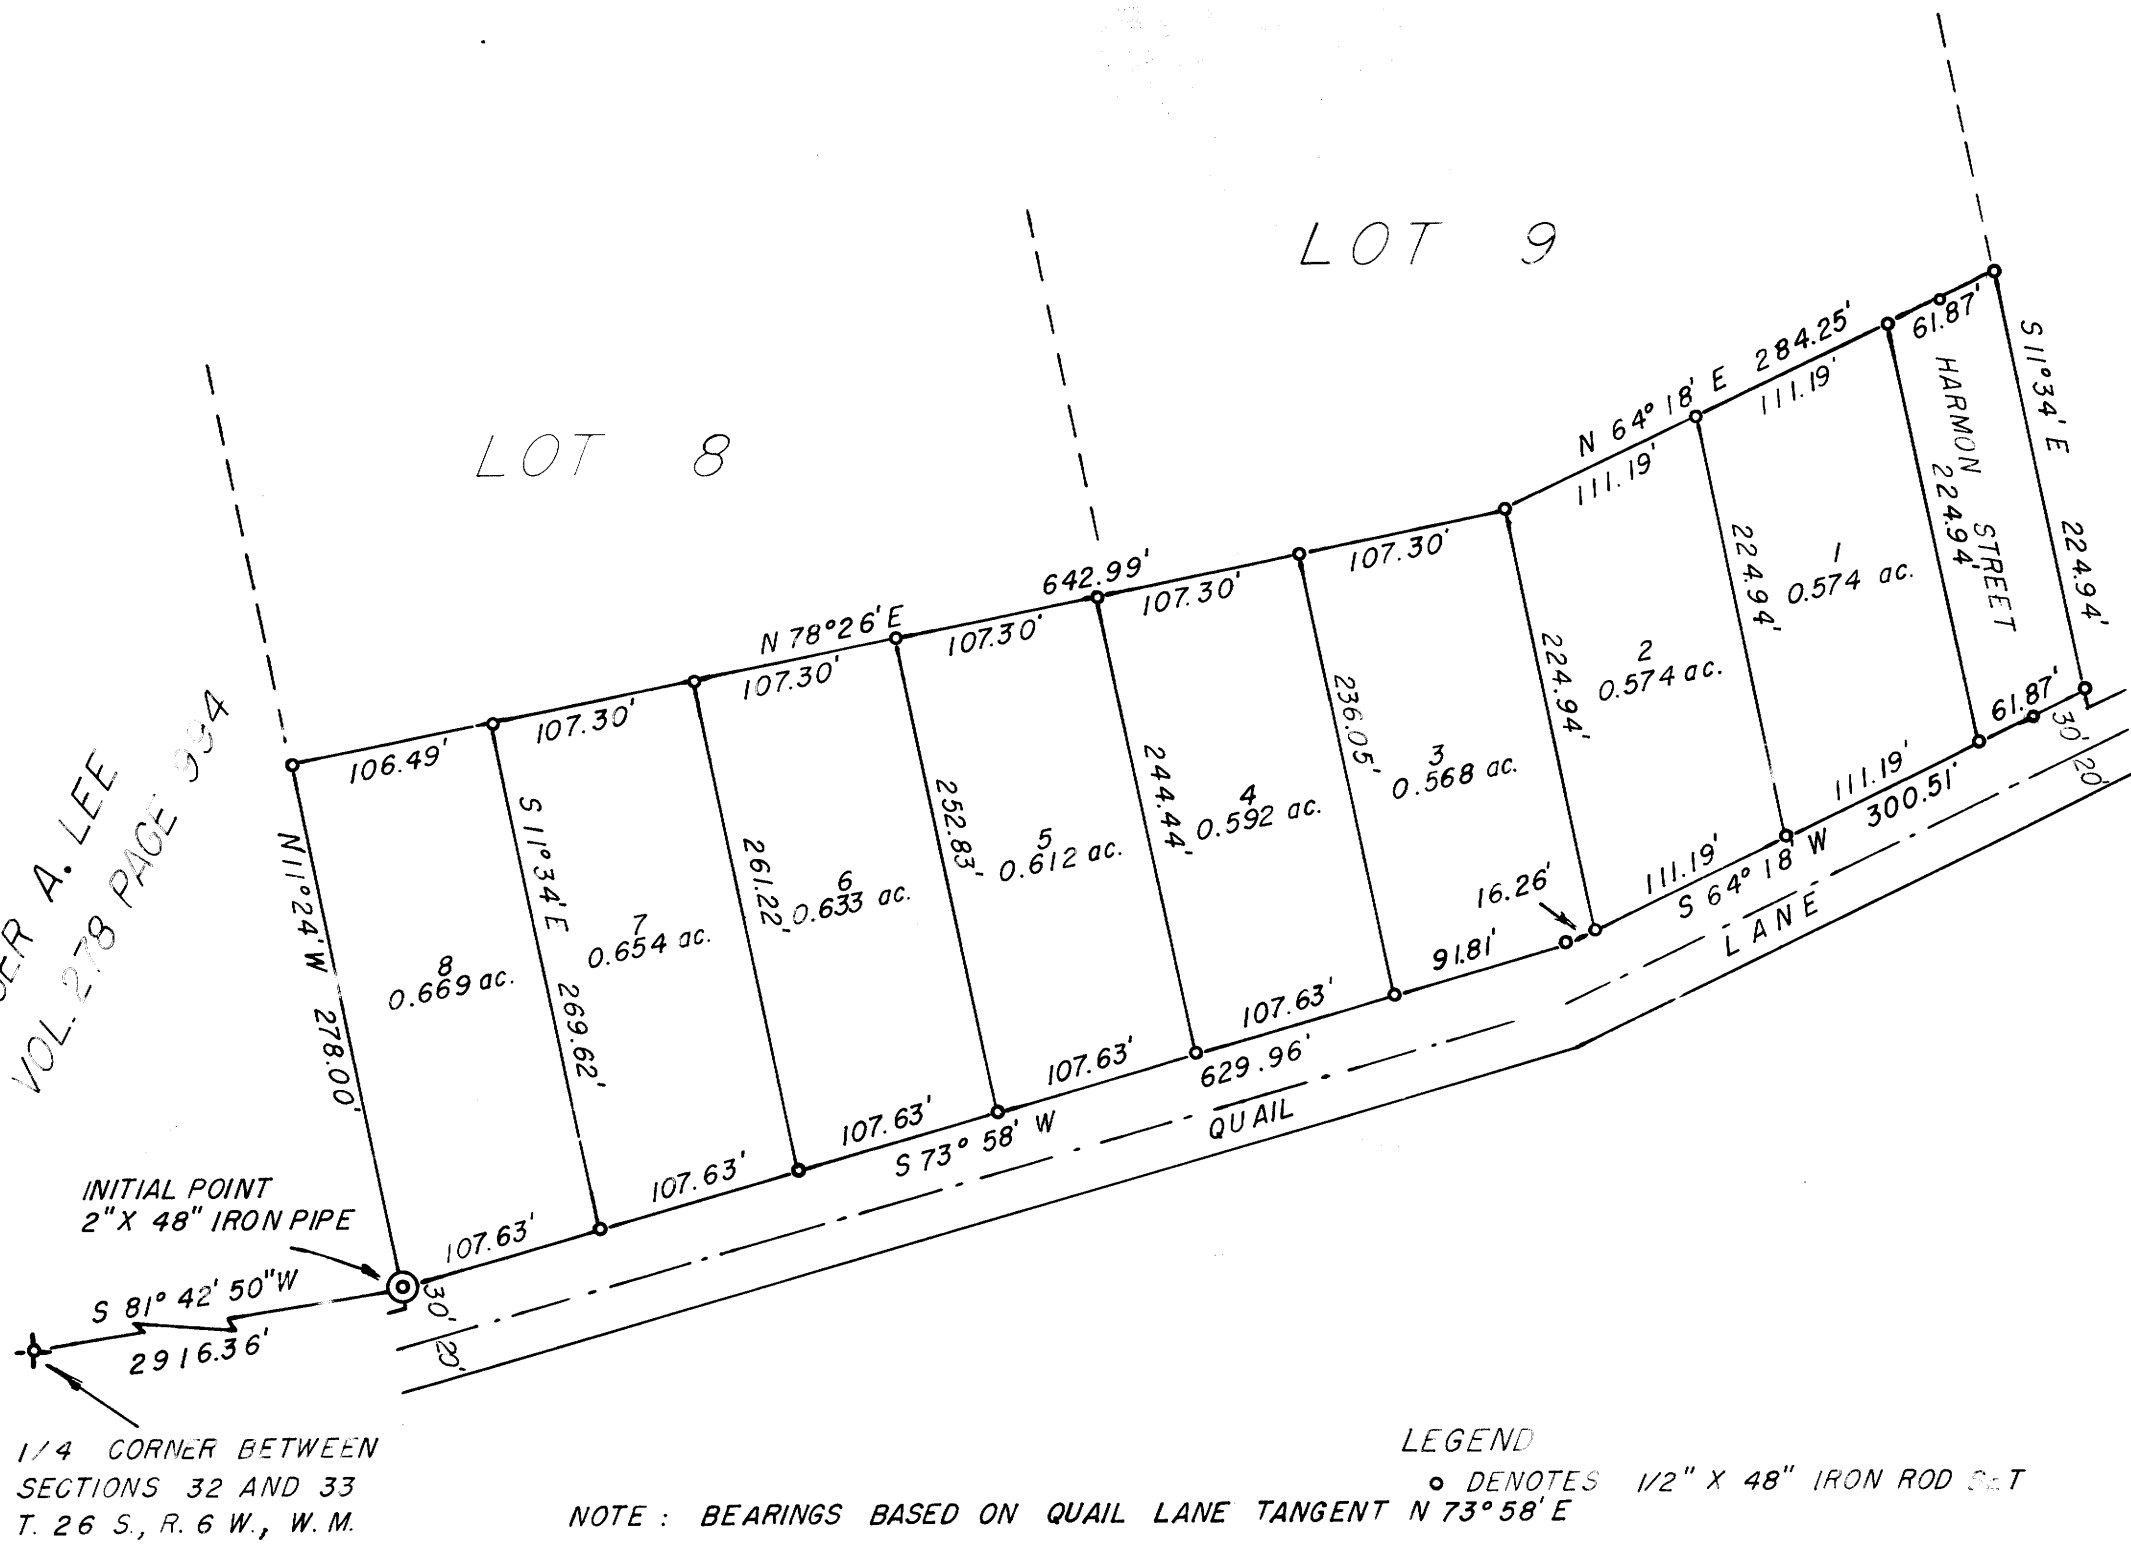 LOT 9
LOT 8
N 64° 18' E 284.25'
61.87'
111.19'
111.19'
S 11° 34' E 224.94'
HARMON STREET
224.94'
224.94'
224.94'
1
0.574 ac.
2
0.574 ac.
3
0.568 ac.
4
0.592 ac.
5
0.612 ac.
6
0.633 ac.
7
0.654 ac.
8
0.669 ac.
N 78° 26' E 642.99'
106.49'
107.30'
107.30'
107.30'
107.30'
107.30'
236.05'
244.44'
252.83'
261.22'
S 11° 34' E 269.62'
N 11° 24' W 278.00'
A. LEE
VOL. 278 PAGE 994
61.87'
30'
20'
111.19'
300.51'
111.19'
S 64° 18' W
16.26'
91.81'
107.63'
629.96'
107.63'
107.63'
S 73° 58' W
107.63'
107.63'
QUAIL LANE
30'
20'
INITIAL POINT
2" X 48" IRON PIPE
S 81° 42' 50" W
2916.36'
1/4 CORNER BETWEEN
SECTIONS 32 AND 33
T. 26 S., R. 6 W., W. M.
LEGEND
DENOTES 1/2" X 48" IRON ROD SET
NOTE : BEARINGS BASED ON QUAIL LANE TANGENT N 73° 58' E